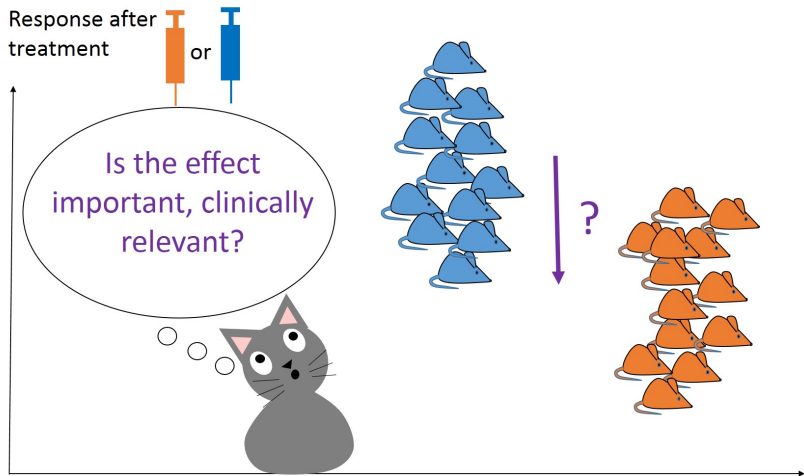 Response after
treatment
or
Is the effect
important, clinically
relevant?
?